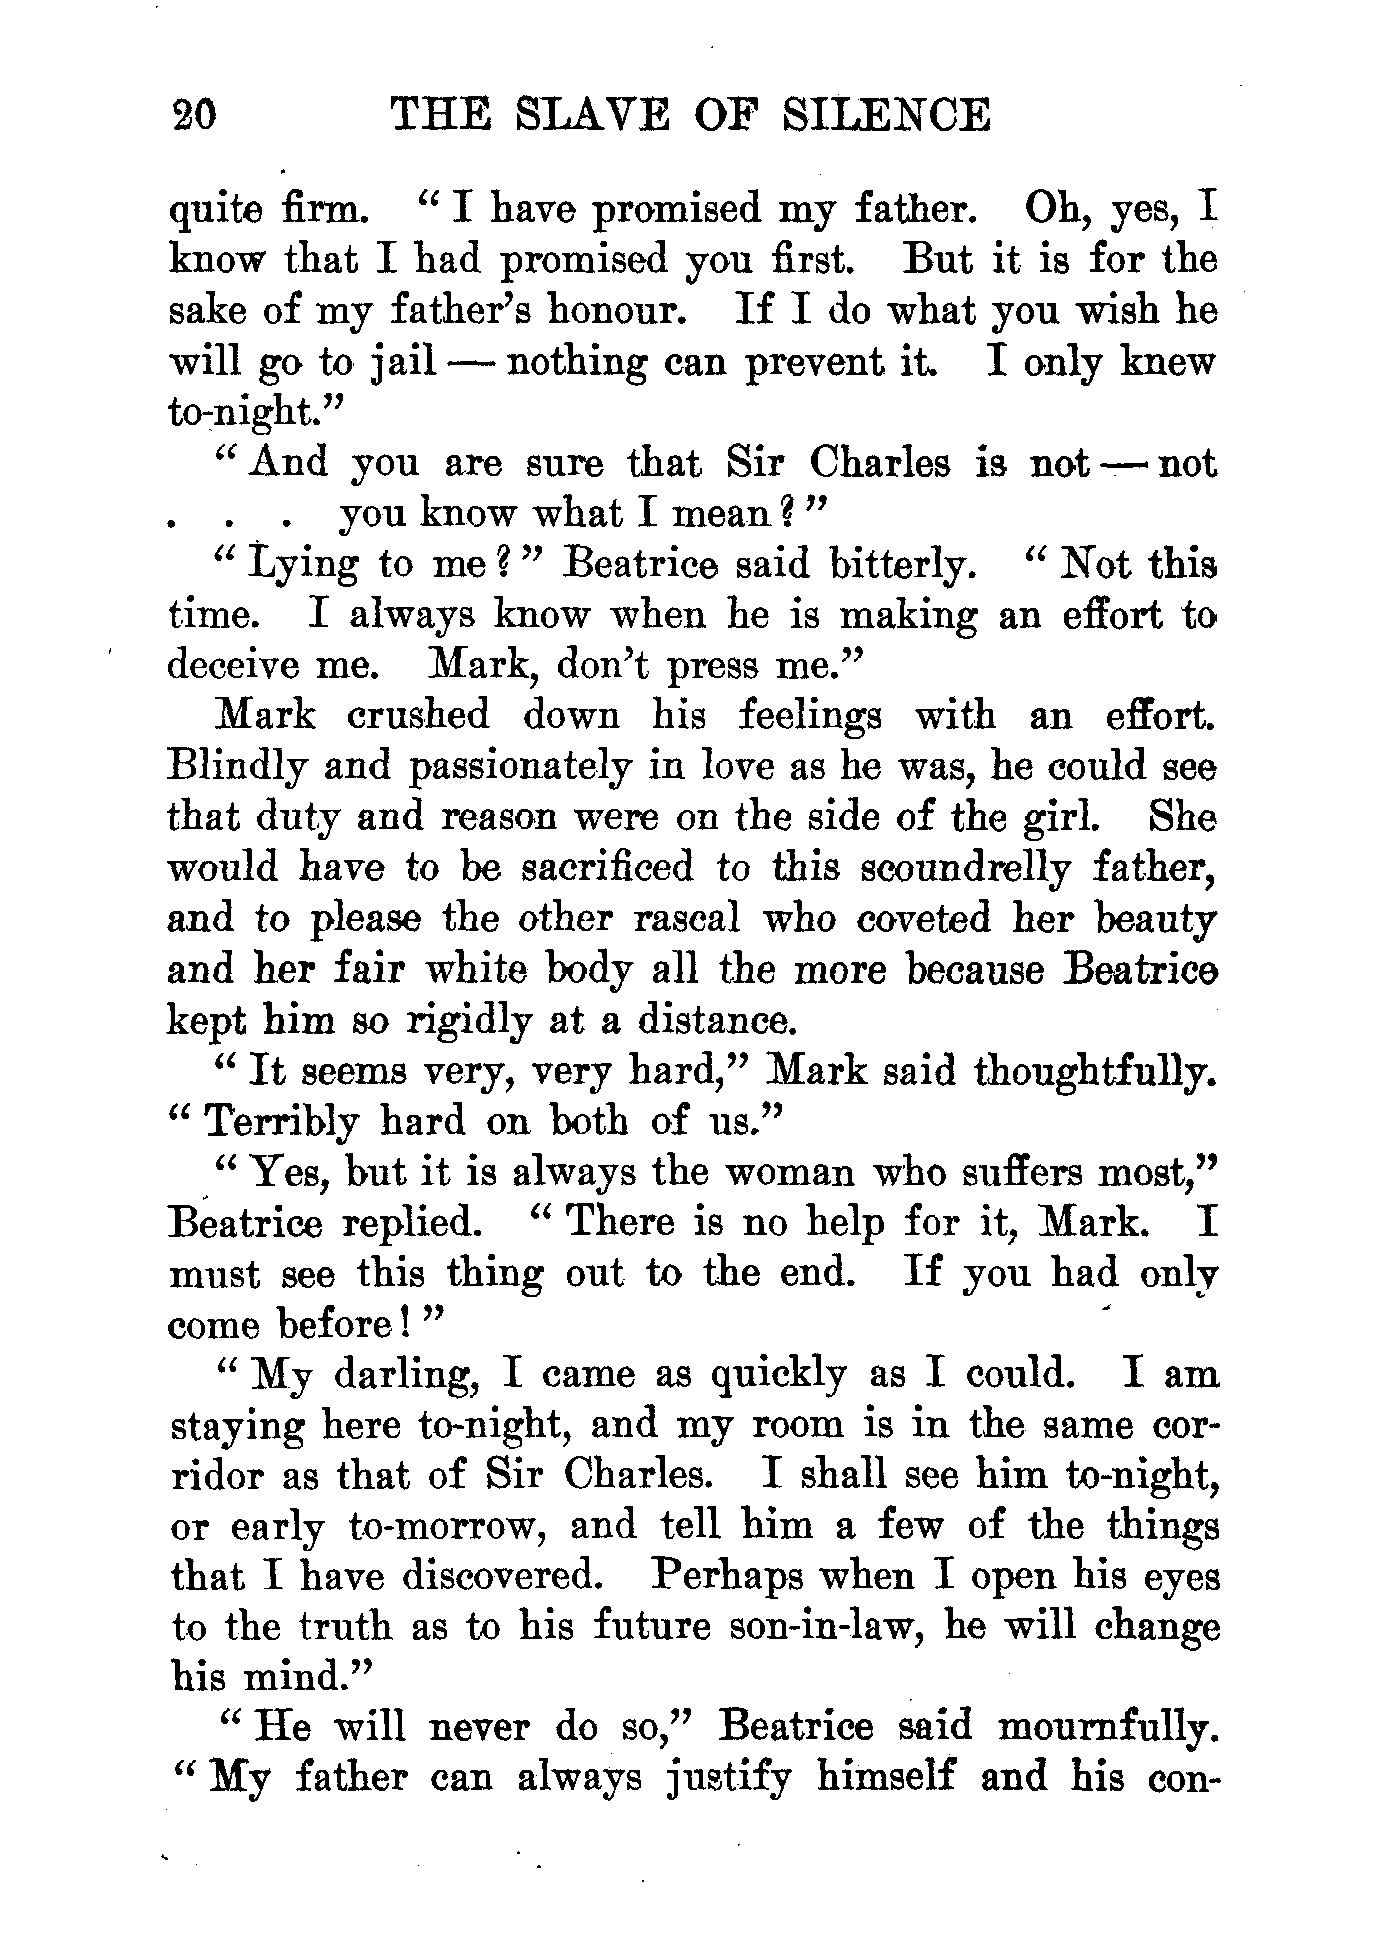 20 THE SLAVE OF SILENCE
quite firm. “ I have promised my father. Oh, yes, I
know that I had promised you first. But it is for the
sake of my father’s honour. If I do what you wish he
will go to jail — nothing can prevent it. I only knew
to-night.”
“ And you are sure that Sir Charles is not — not
. . . you know what I mean ? ”
“ Lying to me ? ” Beatrice said bitterly. “ Not this
time. I always know when he is making an effort to
deceive me. Mark, don’t press me.”
Mark crushed down his feelings with an effort.
Blindly and passionately in love as he was, he could see
that duty and reason were on the side of the girl. She
would have to be sacrificed to this scoundrelly father,
and to please the other rascal who coveted her beauty
and her fair white body all the more because Beatrice
kept him so rigidly at a distance.
“ It seems very, very hard,” Mark said thoughtfully.
“ Terribly hard on both of us.”
“ Yes, but it is always the woman who suffers most,”
Beatrice replied. “ There is no help for it, Mark. I
must see this thing out to the end. If you had only
come before ! ”
“ My darling, I came as quickly as I could. I am
staying here to-night, and my room is in the same cor-
ridor as that of Sir Charles. I shall see him to-night,
or early to-morrow, and tell him a few of the things
that I have discovered. Perhaps when I open his eyes
to the truth as to his future son-in-law, he will change
his mind.”
“ He will never do so,” Beatrice said mournfully.
“ My father can always justify himself and his con-